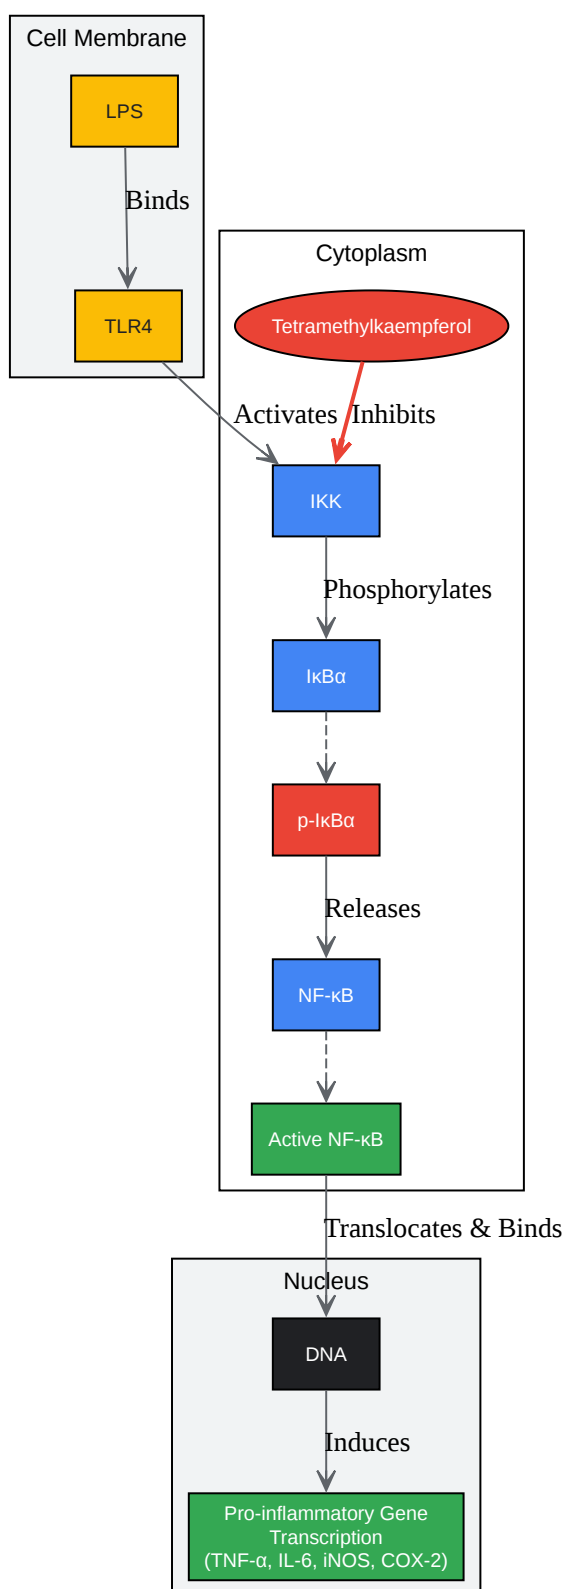 Cell Membrane
LPS
Binds
TLR4
Cytoplasm
Tetramethylkaempferol
Activates
Inhibits
IKK
Phosphorylates
IκBα
p-IκBα
Releases
NF-κB
Active NF-κB
Translocates & Binds
Nucleus
DNA
Induces
Pro-inflammatory Gene
Transcription
(TNF-α, IL-6, iNOS, COX-2)